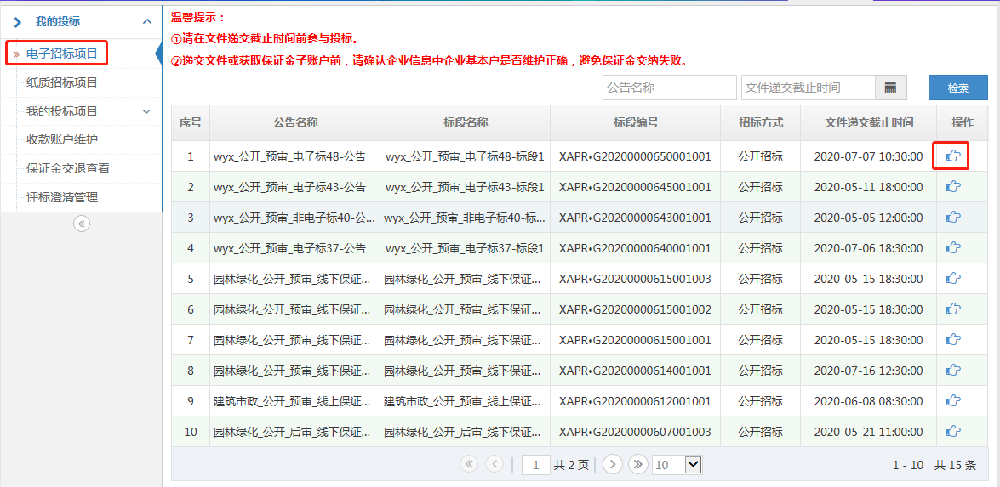 我的投标
电子招标项目
纸质招标项目
我的投标项目
收款账户维护
保证金交退查看
评标澄清管理
温馨提示：
①请在文件递交截止时间前参与投标。
②递交文件或获取保证金子账户前，请确认企业信息中企业基本户是否维护正确，避免保证金交纳失败。
公告名称 文件递交截止时间 检索
序号 公告名称 标段名称 标段编号 招标方式 文件递交截止时间 操作
1 wyx_公开_预审_电子标48-公告 wyx_公开_预审_电子标48-标段1 XAPR•G20200000650001001 公开招标 2020-07-07 10:30:00
2 wyx_公开_预审_电子标43-公告 wyx_公开_预审_电子标43-标段1 XAPR•G20200000645001001 公开招标 2020-05-11 18:00:00
3 wyx_公开_预审_非电子标40-公... wyx_公开_预审_非电子标40-标... XAPR•G20200000643001001 公开招标 2020-05-05 12:00:00
4 wyx_公开_预审_电子标37-公告 wyx_公开_预审_电子标37-标段1 XAPR•G20200000640001001 公开招标 2020-07-06 18:30:00
5 园林绿化_公开_预审_线下保证... 园林绿化_公开_预审_线下保证... XAPR•G20200000615001003 公开招标 2020-05-15 18:30:00
6 园林绿化_公开_预审_线下保证... 园林绿化_公开_预审_线下保证... XAPR•G20200000615001002 公开招标 2020-05-15 18:30:00
7 园林绿化_公开_预审_线下保证... 园林绿化_公开_预审_线下保证... XAPR•G20200000615001001 公开招标 2020-05-15 18:30:00
8 园林绿化_公开_预审_线下保证... 园林绿化_公开_预审_线下保证... XAPR•G20200000614001001 公开招标 2020-07-16 12:30:00
9 建筑市政_公开_预审_线上保证... 建筑市政_公开_预审_线上保证... XAPR•G20200000612001001 公开招标 2020-06-08 08:30:00
10 园林绿化_公开_后审_线下保证... 园林绿化_公开_后审_线下保证... XAPR•G20200000607001003 公开招标 2020-05-21 11:00:00
1 共 2 页 10 1 - 10 共 15 条